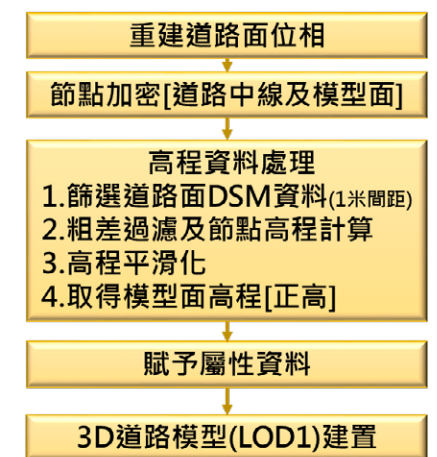 重建道路面位相
節點加密[道路中線及模型面]
高程資料處理
1.篩選道路面DSM資料(1米間距)
2.粗差過濾及節點高程計算
3.高程平滑化
4.取得模型面高程[正高]
賦予屬性資料
3D道路模型(LOD1)建置